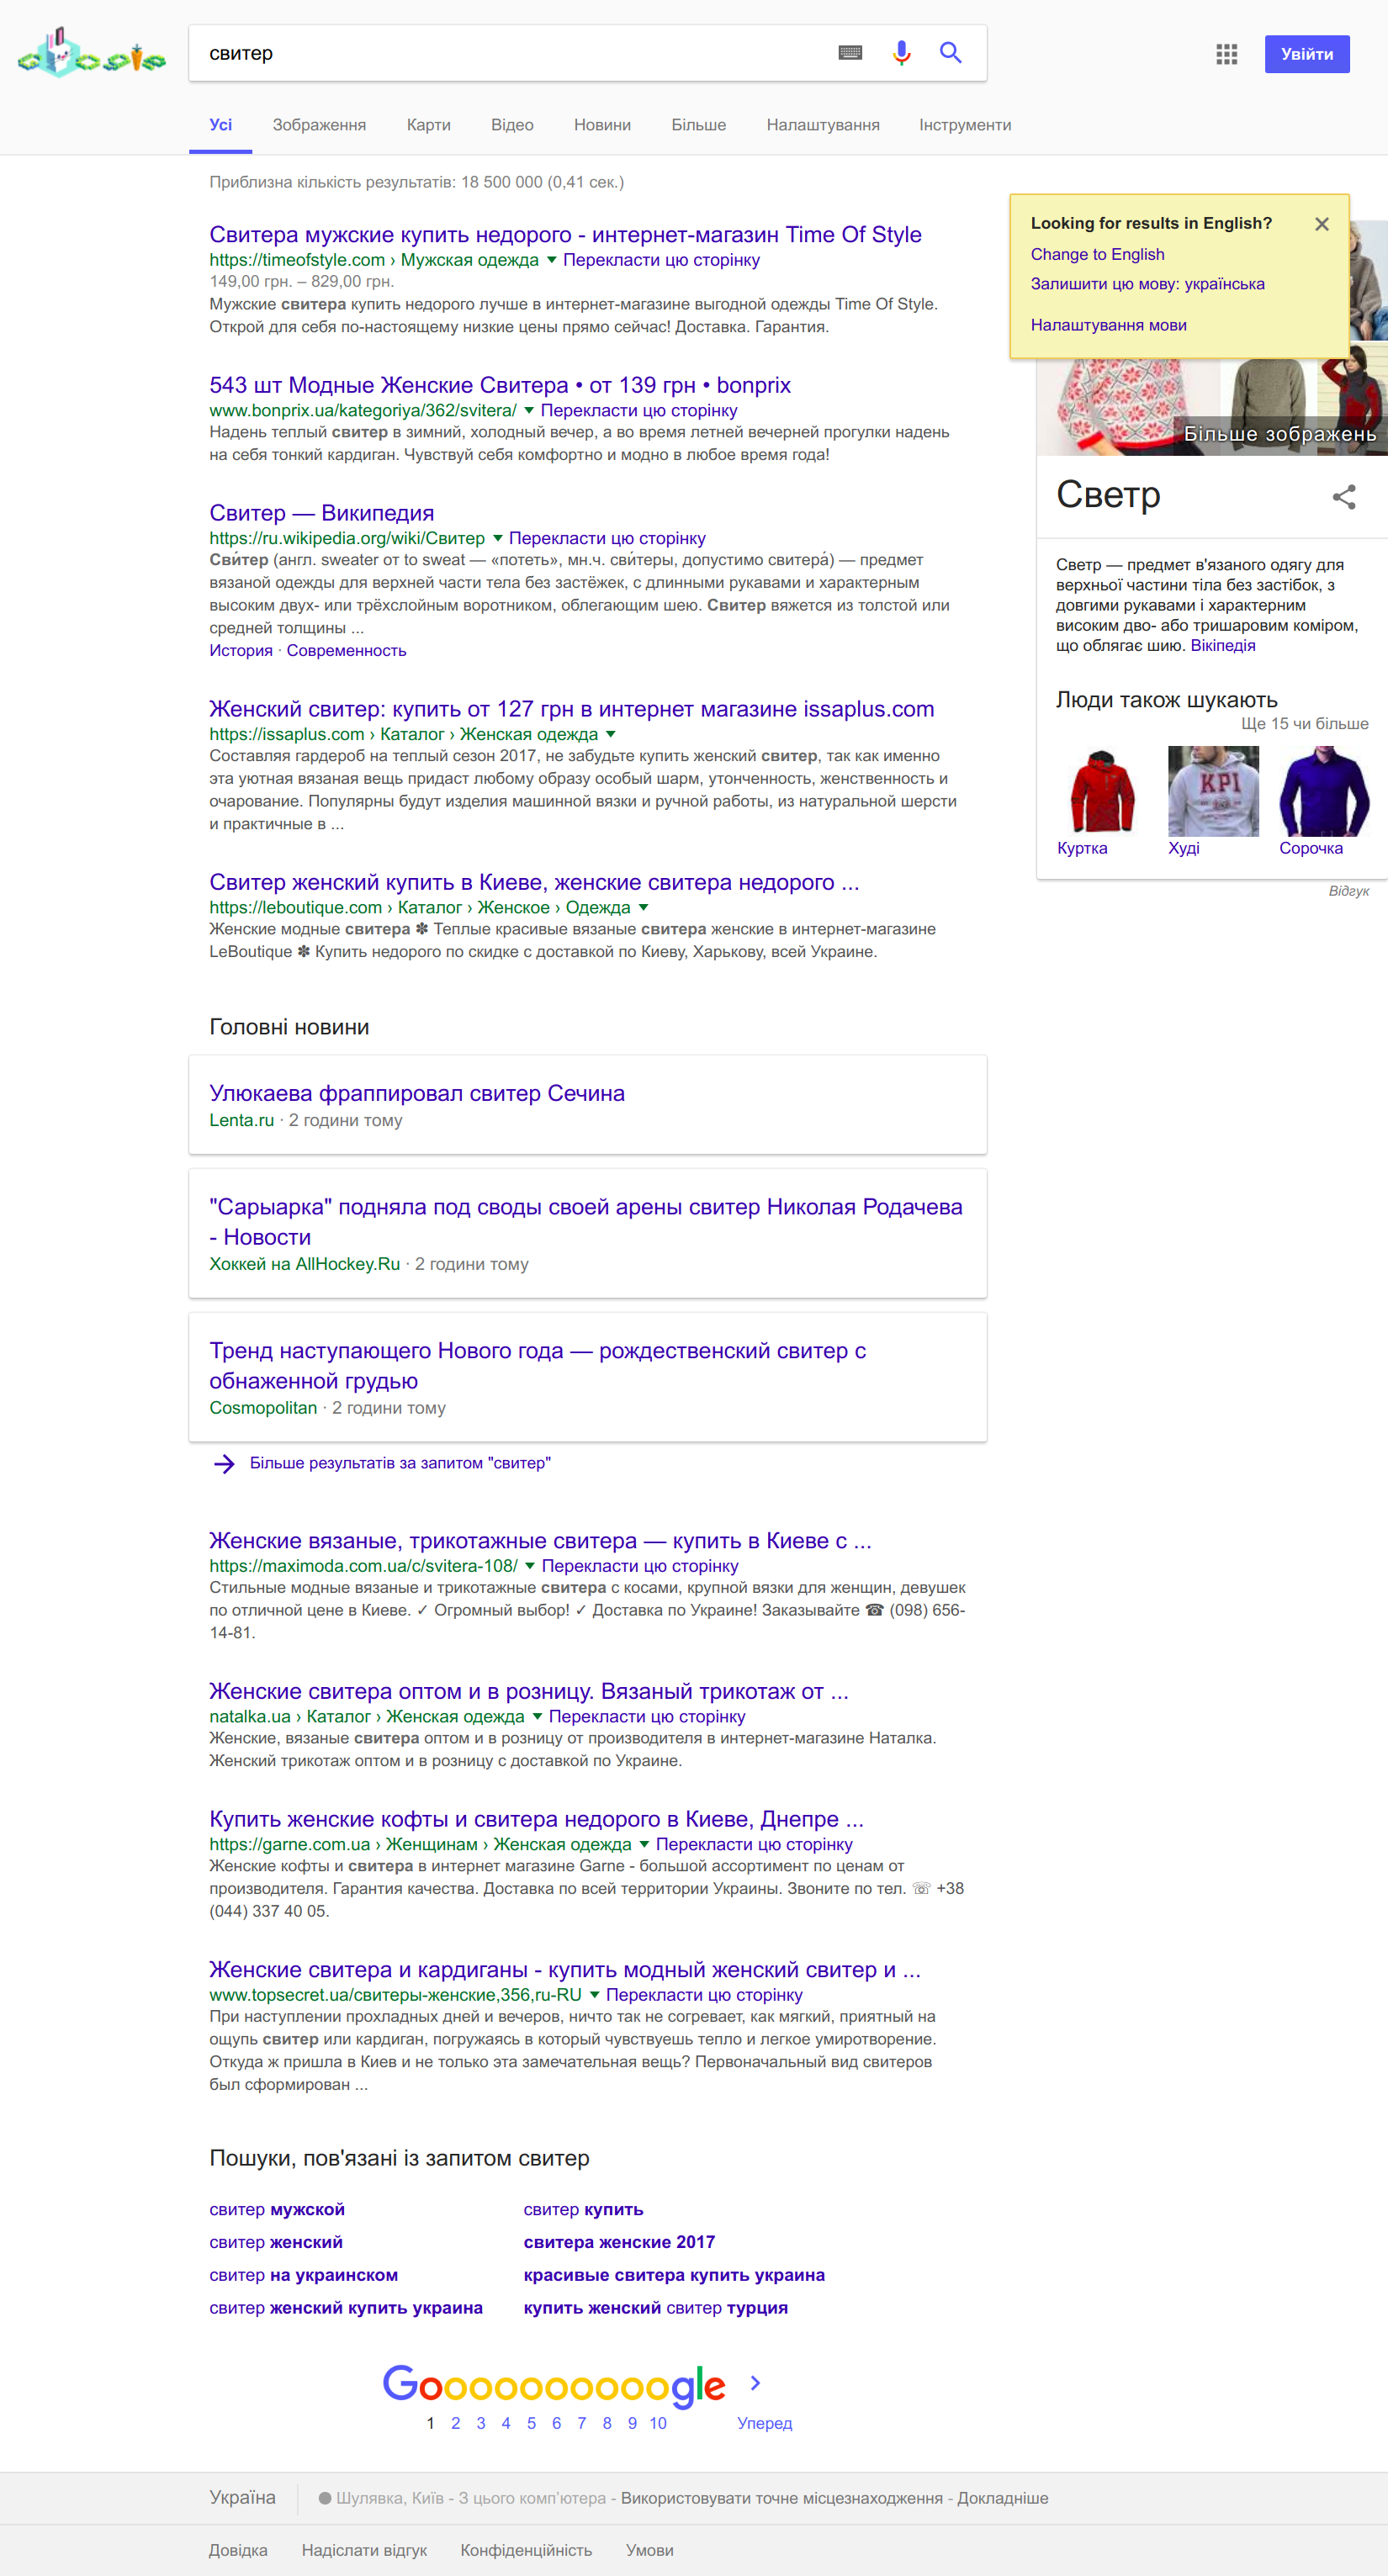 свитер
Увійти
Усі Зображення Карти Відео Новини Більше Налаштування Інструменти
Приблизна кількість результатів: 18 500 000 (0,41 сек.)
Свитера мужские купить недорого - интернет-магазин Time Of Style
https://timeofstyle.com › Мужская одежда ▼ Перекласти цю сторінку
149,00 грн. – 829,00 грн.
Мужские свитера купить недорого лучше в интернет-магазине выгодной одежды Time Of Style.
Открой для себя по-настоящему низкие цены прямо сейчас! Доставка. Гарантия.
543 шт Модные Женские Свитера • от 139 грн • bonprix
www.bonprix.ua/kategoriya/362/svitera/ ▼ Перекласти цю сторінку
Надень теплый свитер в зимний, холодный вечер, а во время летней вечерней прогулки надень
на себя тонкий кардиган. Чувствуй себя комфортно и модно в любое время года!
Свитер — Википедия
https://ru.wikipedia.org/wiki/Свитер ▼ Перекласти цю сторінку
Сви́тер (англ. sweater от to sweat — «потеть», мн.ч. сви́теры, допустимо свитера́) — предмет
вязаной одежды для верхней части тела без застёжек, с длинными рукавами и характерным
высоким двух- или трёхслойным воротником, облегающим шею. Свитер вяжется из толстой или
средней толщины ...
История · Современность
Женский свитер: купить от 127 грн в интернет магазине issaplus.com
https://issaplus.com › Каталог › Женская одежда ▼
Составляя гардероб на теплый сезон 2017, не забудьте купить женский свитер, так как именно
эта уютная вязаная вещь придаст любому образу особый шарм, утонченность, женственность и
очарование. Популярны будут изделия машинной вязки и ручной работы, из натуральной шерсти
и практичные в ...
Свитер женский купить в Киеве, женские свитера недорого ...
https://leboutique.com › Каталог › Женское › Одежда ▼
Женские модные свитера ✽ Теплые красивые вязаные свитера женские в интернет-магазине
LeBoutique ✽ Купить недорого по скидке с доставкой по Киеву, Харькову, всей Украине.
Головні новини
Улюкаева фраппировал свитер Сечина
Lenta.ru · 2 години тому
"Сарыарка" подняла под своды своей арены свитер Николая Родачева
- Новости
Хоккей на AllHockey.Ru · 2 години тому
Тренд наступающего Нового года — рождественский свитер с
обнаженной грудью
Cosmopolitan · 2 години тому
Більше результатів за запитом "свитер"
Женские вязаные, трикотажные свитера — купить в Киеве с ...
https://maximoda.com.ua/c/svitera-108/ ▼ Перекласти цю сторінку
Стильные модные вязаные и трикотажные свитера с косами, крупной вязки для женщин, девушек
по отличной цене в Киеве. ✓ Огромный выбор! ✓ Доставка по Украине! Заказывайте ☎ (098) 656-
14-81.
Женские свитера оптом и в розницу. Вязаный трикотаж от ...
natalka.ua › Каталог › Женская одежда ▼ Перекласти цю сторінку
Женские, вязаные свитера оптом и в розницу от производителя в интернет-магазине Наталка.
Женский трикотаж оптом и в розницу с доставкой по Украине.
Купить женские кофты и свитера недорого в Киеве, Днепре ...
https://garne.com.ua › Женщинам › Женская одежда ▼ Перекласти цю сторінку
Женские кофты и свитера в интернет магазине Garne - большой ассортимент по ценам от
производителя. Гарантия качества. Доставка по всей территории Украины. Звоните по тел. ☏ +38
(044) 337 40 05.
Женские свитера и кардиганы - купить модный женский свитер и ...
www.topsecret.ua/свитеры-женские,356,ru-RU ▼ Перекласти цю сторінку
При наступлении прохладных дней и вечеров, ничто так не согревает, как мягкий, приятный на
ощупь свитер или кардиган, погружаясь в который чувствуешь тепло и легкое умиротворение.
Откуда ж пришла в Киев и не только эта замечательная вещь? Первоначальный вид свитеров
был сформирован ...
Looking for results in English?
Change to English
Залишити цю мову: українська
Налаштування мови
Більше зображень
Светр
Светр — предмет в'язаного одягу для
верхньої частини тіла без застібок, з
довгими рукавами і характерним
високим дво- або тришаровим коміром,
що облягає шию. Вікіпедія
Люди також шукають
Ще 15 чи більше
KPI
Куртка Худі Сорочка
Відгук
Пошуки, пов'язані із запитом свитер
свитер мужской свитер купить
свитер женский свитера женские 2017
свитер на украинском красивые свитера купить украина
свитер женский купить украина купить женский свитер турция
Goooooooooogle
1 2 3 4 5 6 7 8 9 10 Уперед
Україна Шулявка, Київ - З цього комп'ютера - Використовувати точне місцезнаходження - Докладніше
Довідка Надіслати відгук Конфіденційність Умови